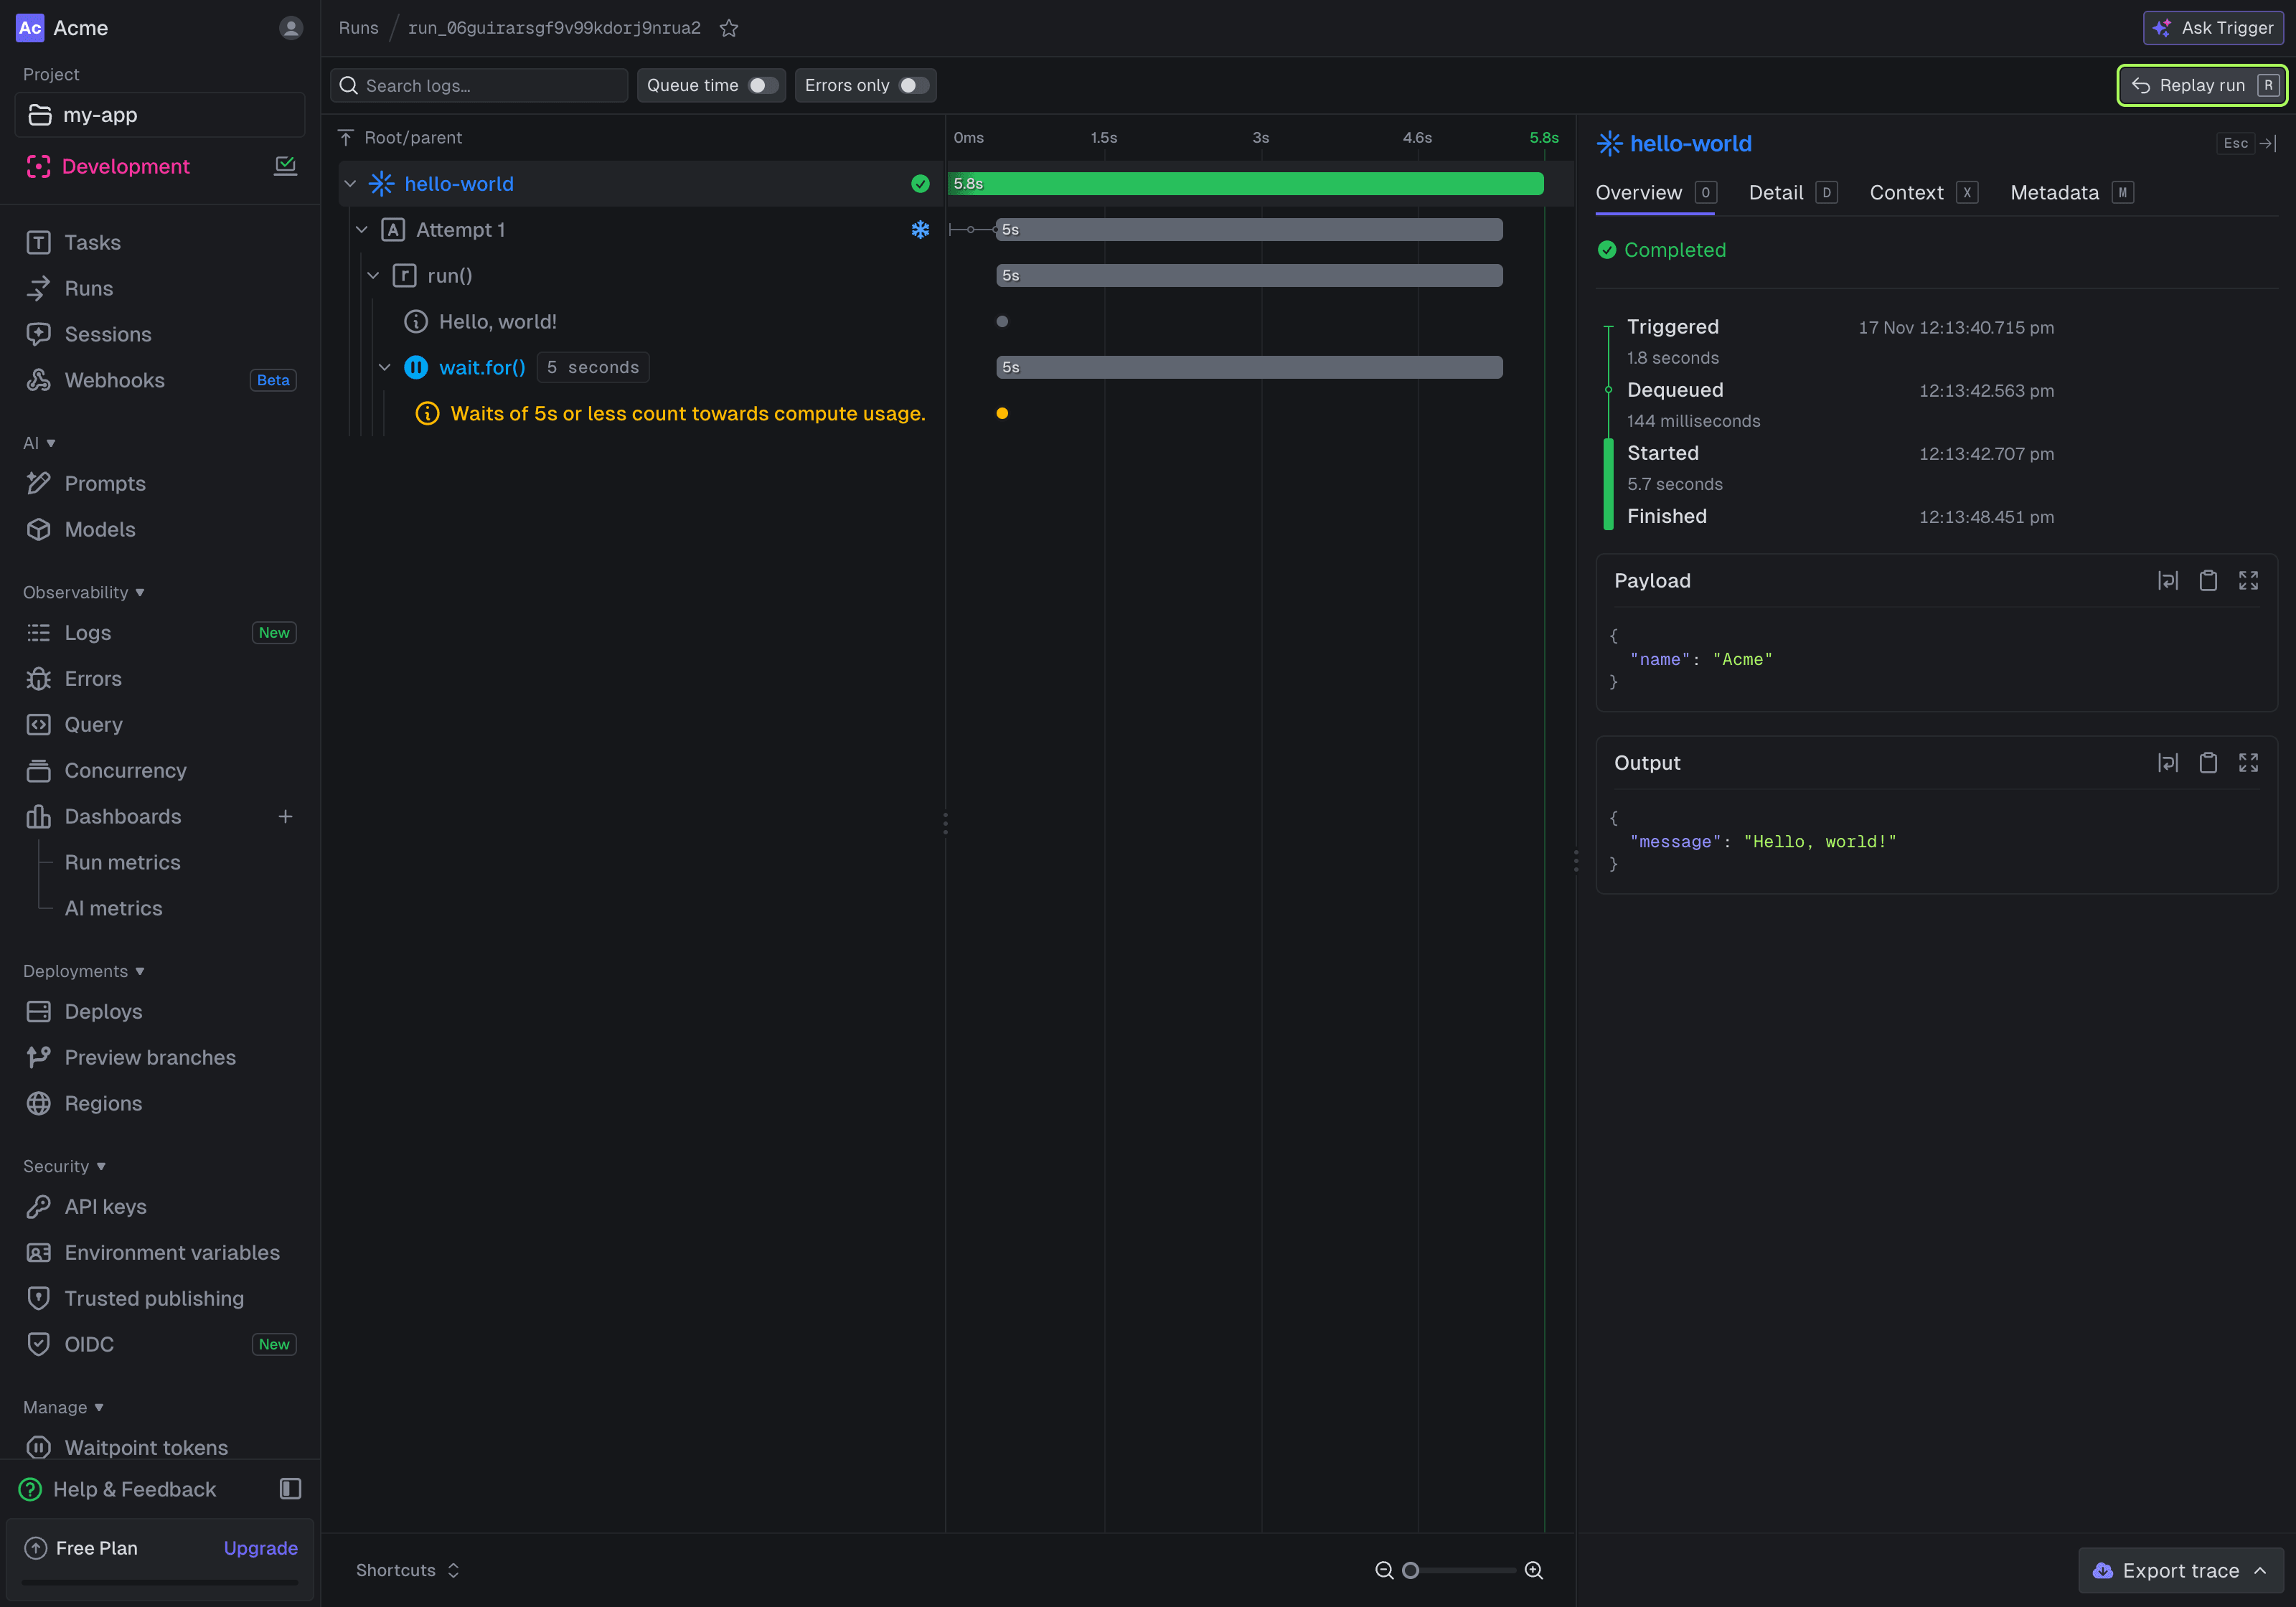 Ac Acme
Project
my-app
Development
Tasks
Runs
Sessions
Webhooks Beta
AI
Prompts
Models
Observability
Logs New
Errors
Query
Concurrency
Dashboards
Run metrics
AI metrics
Deployments
Deploys
Preview branches
Regions
Security
API keys
Environment variables
Trusted publishing
OIDC New
Manage
Waitpoint tokens
Help & Feedback
Free Plan Upgrade
Runs / run_06guirarsgf9v99kdorj9nrua2
Ask Trigger
Search logs…
Queue time
Errors only
Replay run R
Root/parent
0ms 1.5s 3s 4.6s 5.8s
hello-world 5.8s
A Attempt 1 5s
r run() 5s
Hello, world!
wait.for() 5 seconds 5s
Waits of 5s or less count towards compute usage.
Shortcuts
hello-world
Esc
Overview O Detail D Context X Metadata M
Completed
Triggered 17 Nov 12:13:40.715 pm
1.8 seconds
Dequeued 12:13:42.563 pm
144 milliseconds
Started 12:13:42.707 pm
5.7 seconds
Finished 12:13:48.451 pm
Payload
{
"name": "Acme"
}
Output
{
"message": "Hello, world!"
}
Export trace